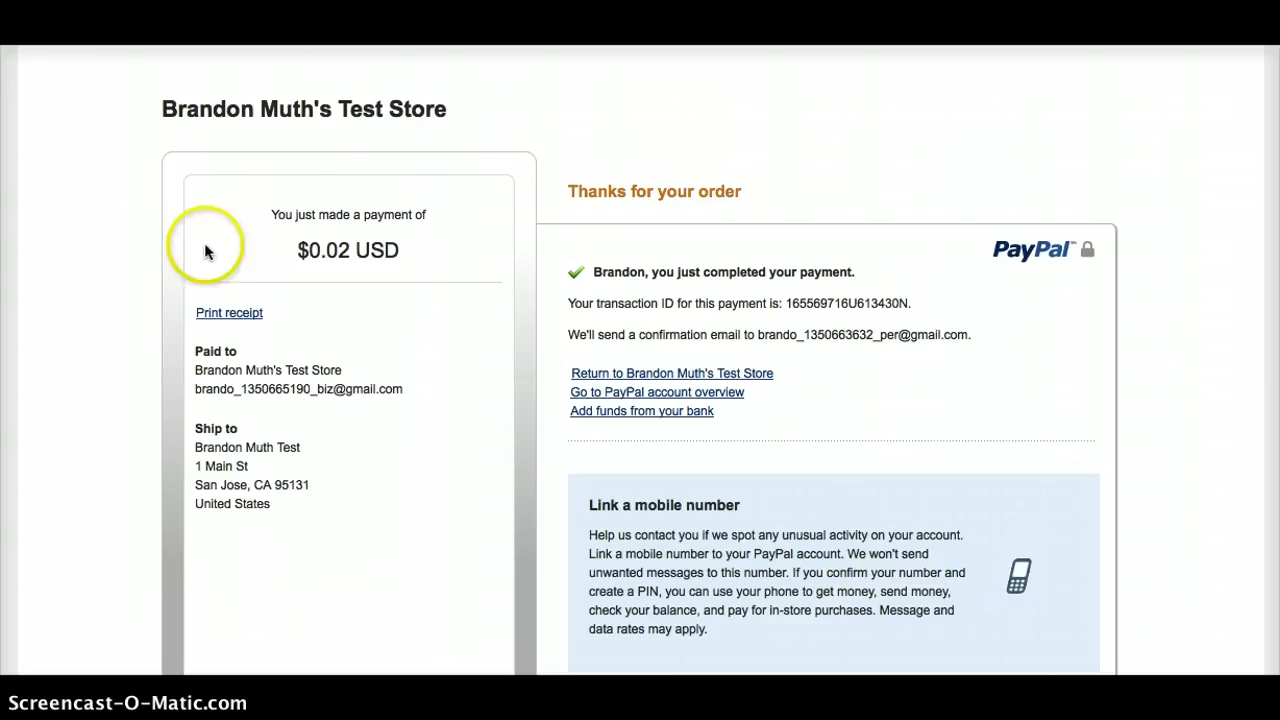 Brandon Muth's Test Store
You just made a payment of
$0.02 USD
Print receipt
Paid to
Brandon Muth's Test Store
brando_1350665190_biz@gmail.com
Ship to
Brandon Muth Test
1 Main St
San Jose, CA 95131
United States
Thanks for your order
PayPal™
Brandon, you just completed your payment.
Your transaction ID for this payment is: 165569716U613430N.
We'll send a confirmation email to brando_1350663632_per@gmail.com.
Return to Brandon Muth's Test Store
Go to PayPal account overview
Add funds from your bank
Link a mobile number
Help us contact you if we spot any unusual activity on your account.
Link a mobile number to your PayPal account. We won't send
unwanted messages to this number. If you confirm your number and
create a PIN, you can use your phone to get money, send money,
check your balance, and pay for in-store purchases. Message and
data rates may apply.
Screencast-O-Matic.com